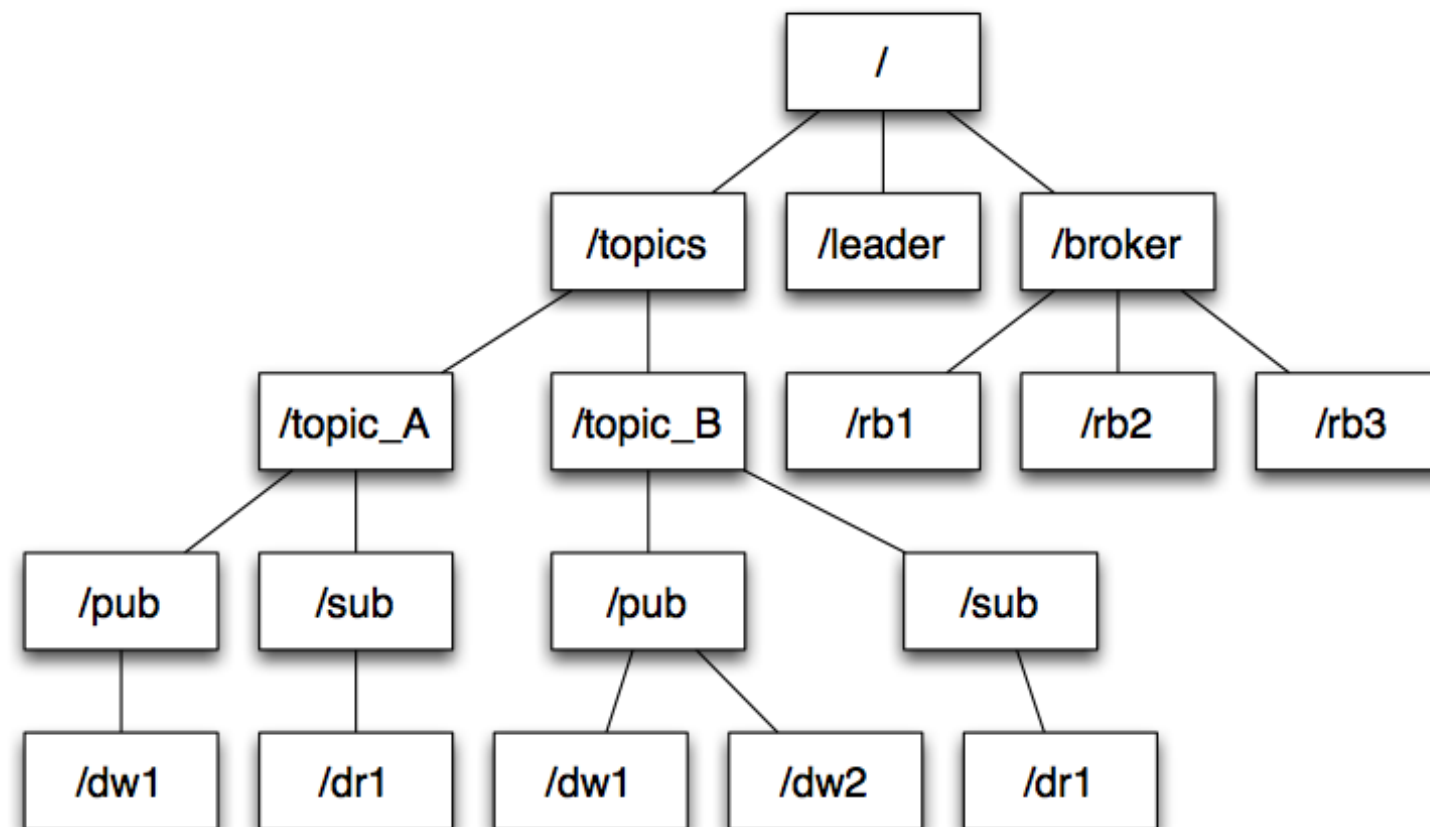 /
/topics
/leader
/broker
/topic_A
/topic_B
/rb1
/rb2
/rb3
/pub
/sub
/pub
/sub
/dw1
/dr1
/dw1
/dw2
/dr1